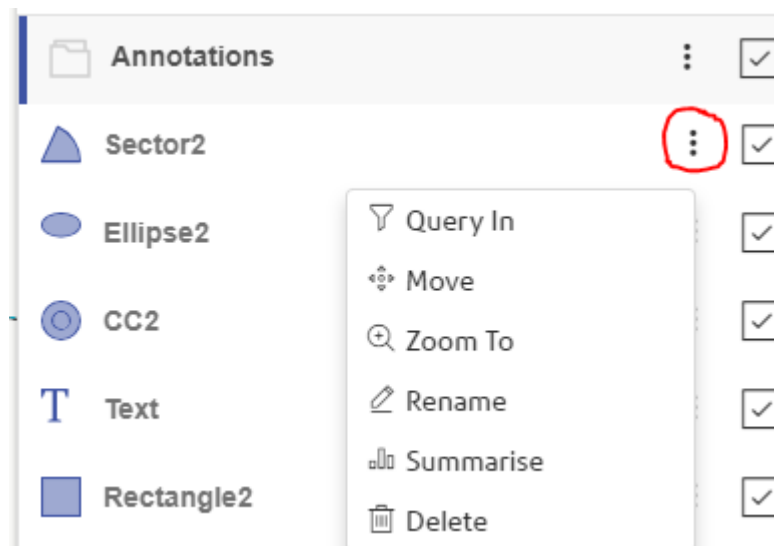 Annotations
Sector2
Ellipse2
CC2
Text
Rectangle2
Query In
Move
Zoom To
Rename
Summarise
Delete